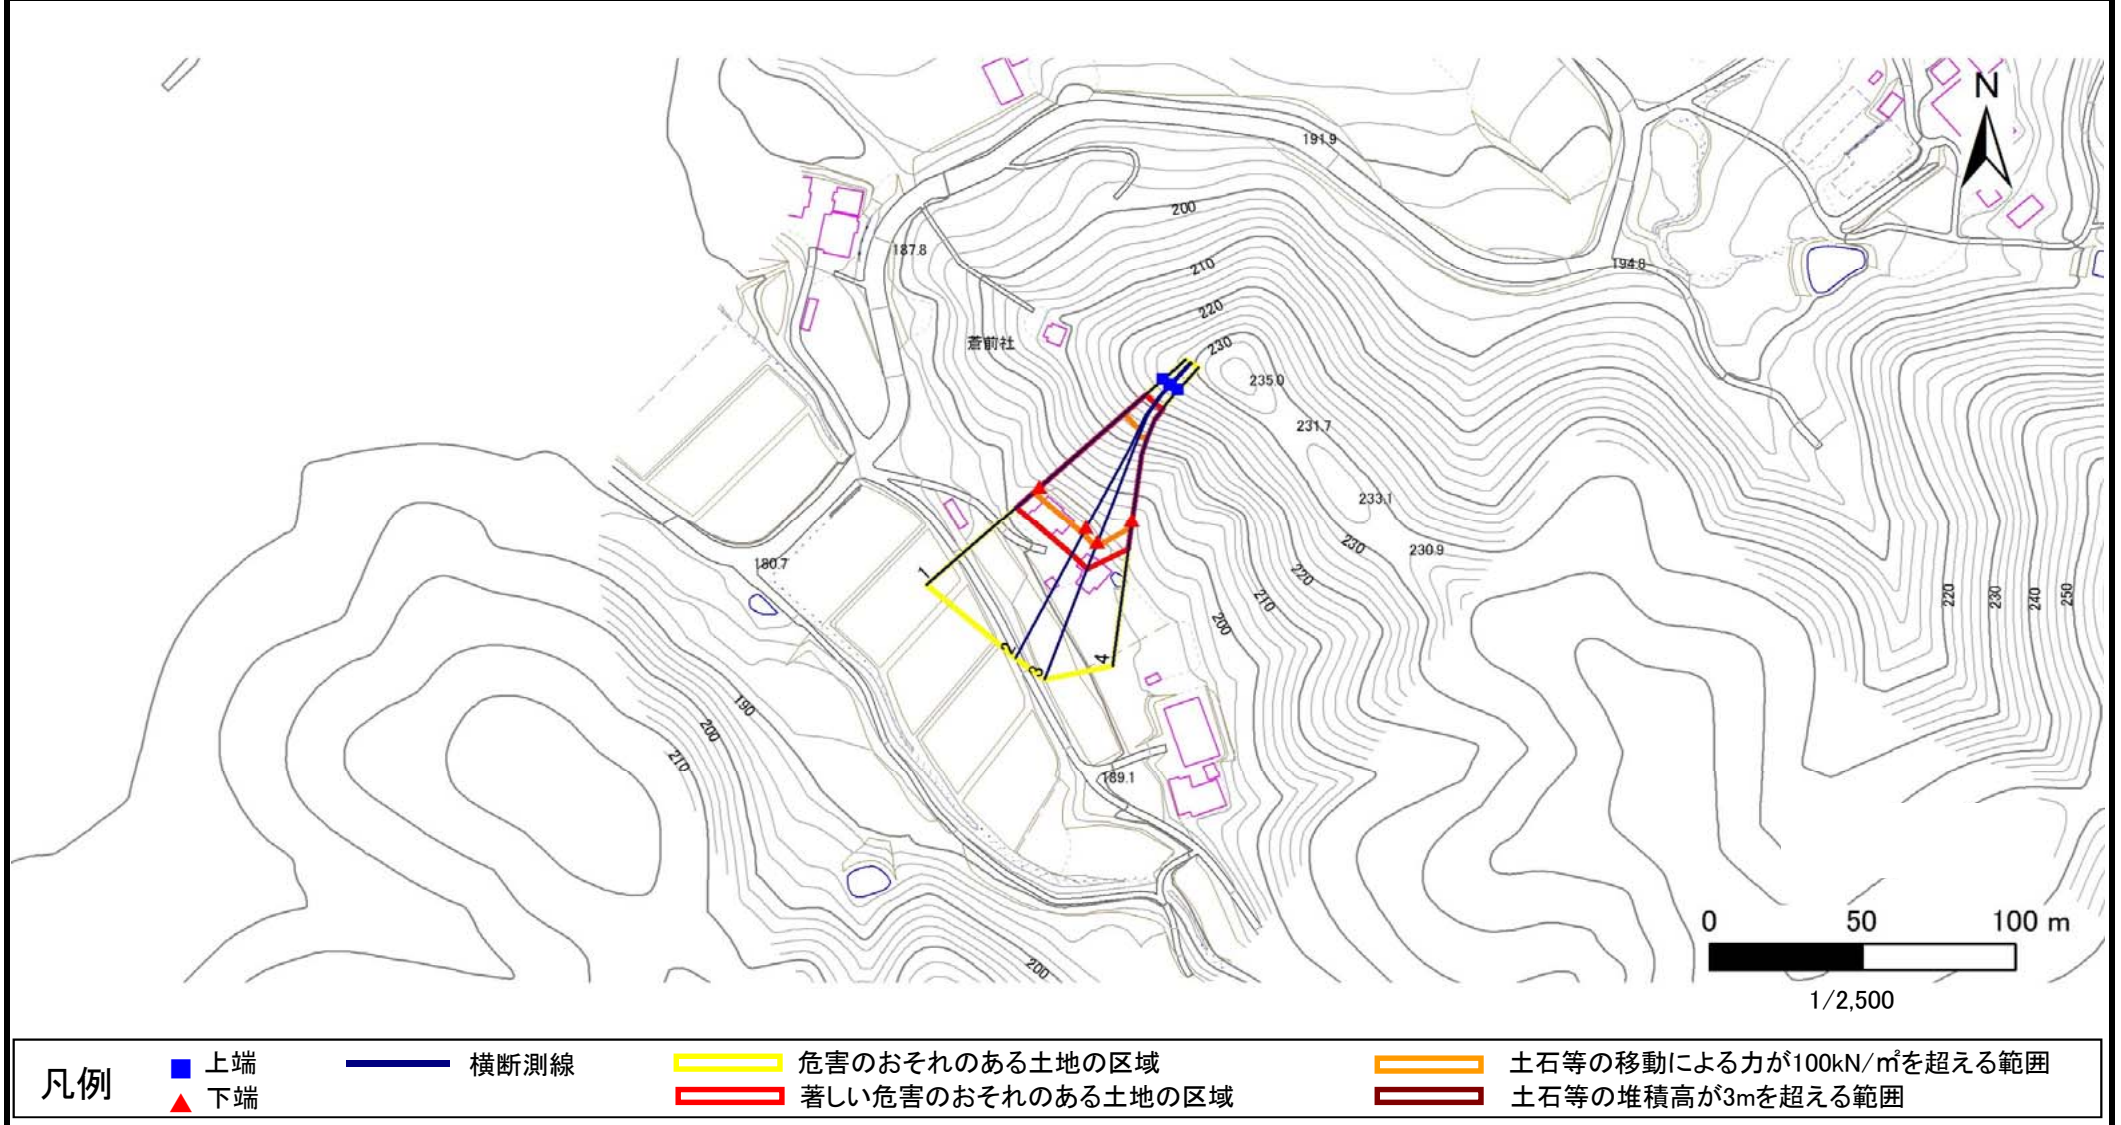 N
191.9
200
187.8
210
194.8
220
蒼前社
230
235.0
231.7
233.1
230
230.9
180.7
1
220
210
200
220
230
240
250
2
3
4
190
200
210
189.1
200
0 50 100 m
1/2,500
凡例
上端
下端
横断測線
危害のおそれのある土地の区域
著しい危害のおそれのある土地の区域
土石等の移動による力が100kN/㎡を超える範囲
土石等の堆積高が3mを超える範囲